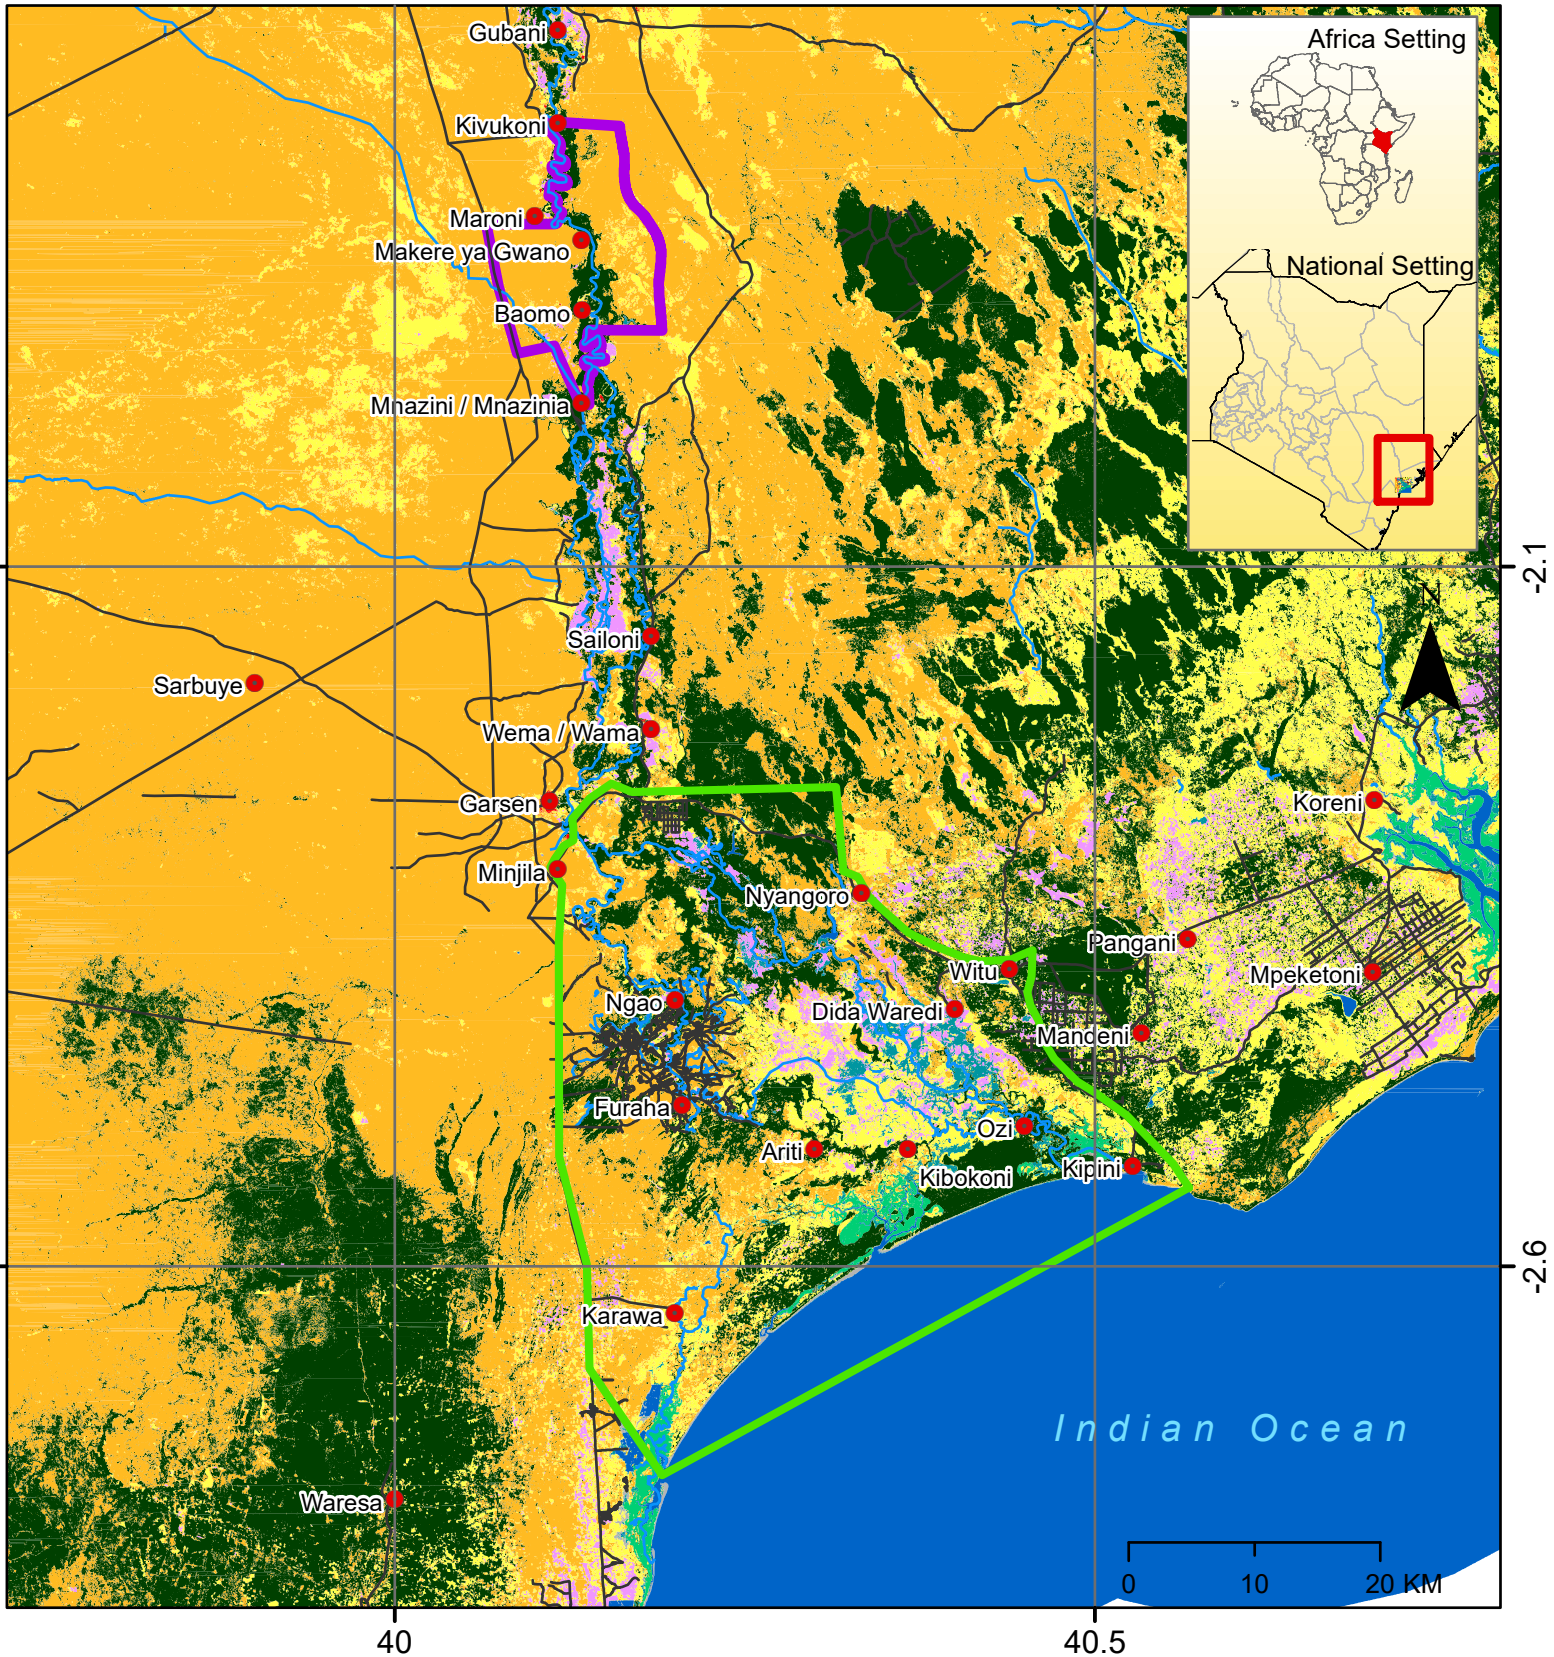 Gubani
Africa Setting
Kivukoni
Maroni
Makere ya Gwano
National Setting
Baomo
Mnazini / Mnazinia
-2.1
N
Sailoni
Sarbuye
Wema / Wama
Garsen
Koreni
Minjila
Nyangoro
Pangani
Witu
Mpeketoni
Ngao
Dida Waredi
Mandeni
Furaha
Ozi
Ariti
Kibokoni
Kipini
-2.6
Karawa
Indian Ocean
Waresa
0 10 20 KM
40 40.5